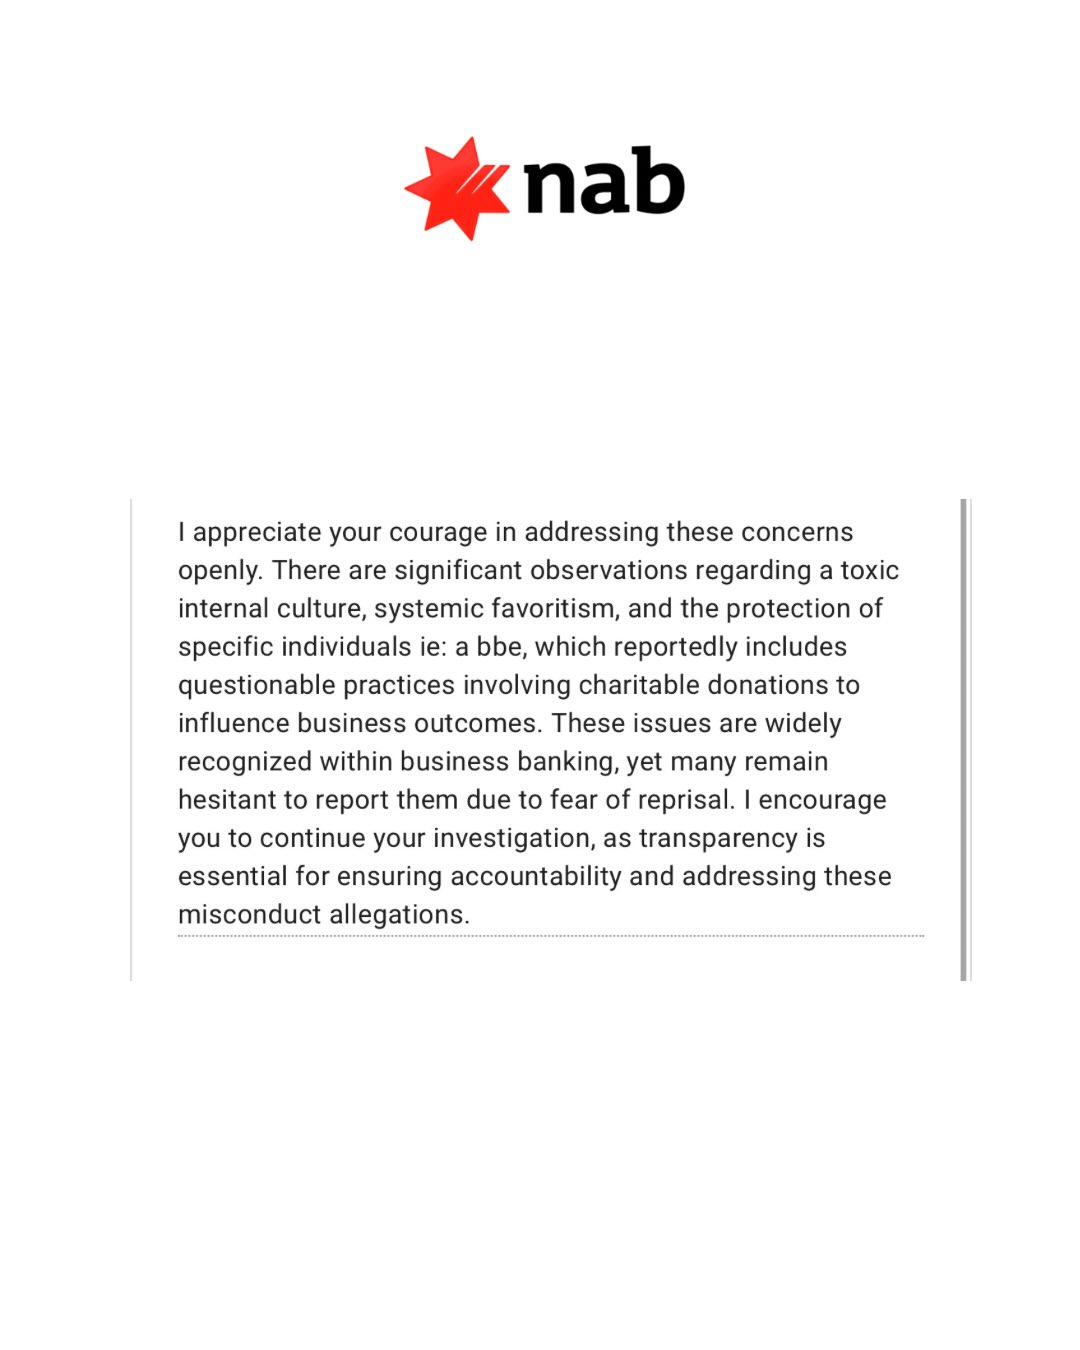 nab
I appreciate your courage in addressing these concerns
openly. There are significant observations regarding a toxic
internal culture, systemic favoritism, and the protection of
specific individuals ie: a bbe, which reportedly includes
questionable practices involving charitable donations to
influence business outcomes. These issues are widely
recognized within business banking, yet many remain
hesitant to report them due to fear of reprisal. I encourage
you to continue your investigation, as transparency is
essential for ensuring accountability and addressing these
misconduct allegations.